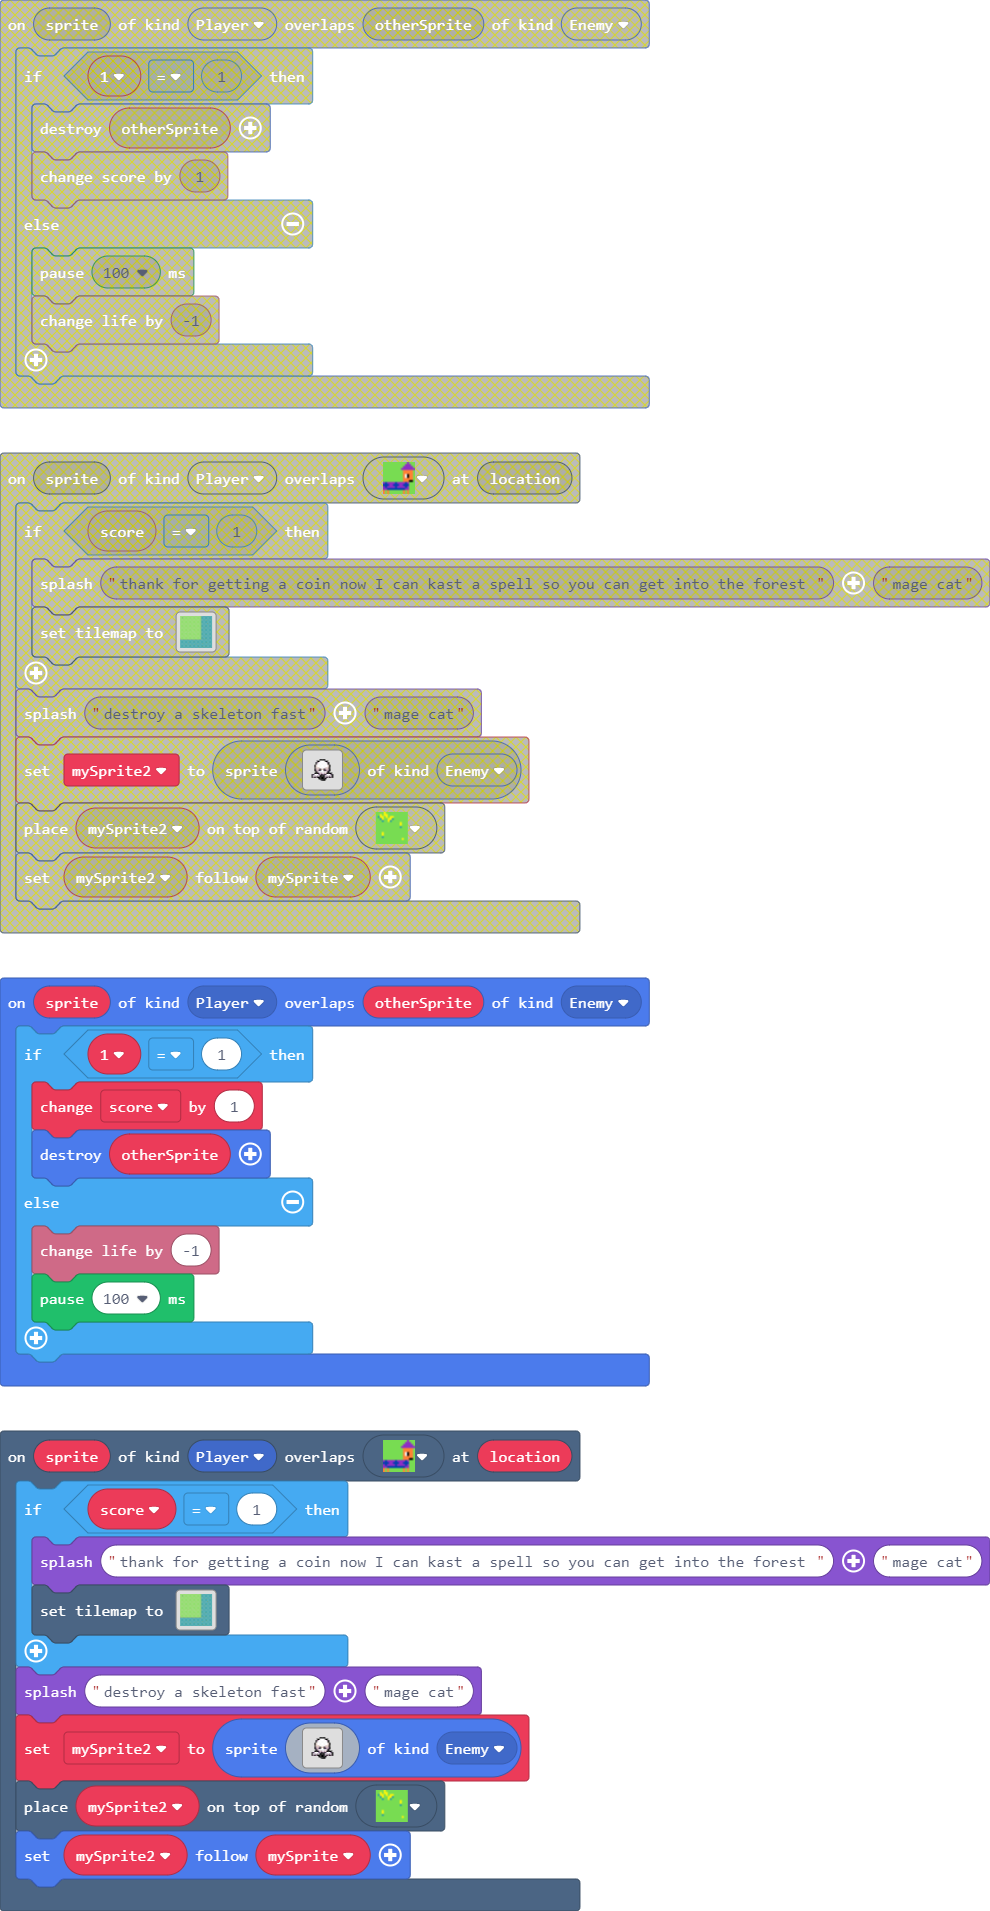 on sprite of kind Player overlaps otherSprite of kind Enemy
if 1 = 1 then
destroy otherSprite
change score by 1
else
pause 100 ms
change life by -1
on sprite of kind Player overlaps at location
if score = 1 then
splash "thank for getting a coin now I can kast a spell so you can get into the forest " "mage cat"
set tilemap to
splash "destroy a skeleton fast" "mage cat"
set mySprite2 to sprite of kind Enemy
place mySprite2 on top of random
set mySprite2 follow mySprite
on sprite of kind Player overlaps otherSprite of kind Enemy
if 1 = 1 then
change score by 1
destroy otherSprite
else
change life by -1
pause 100 ms
on sprite of kind Player overlaps at location
if score = 1 then
splash "thank for getting a coin now I can kast a spell so you can get into the forest " "mage cat"
set tilemap to
splash "destroy a skeleton fast" "mage cat"
set mySprite2 to sprite of kind Enemy
place mySprite2 on top of random
set mySprite2 follow mySprite